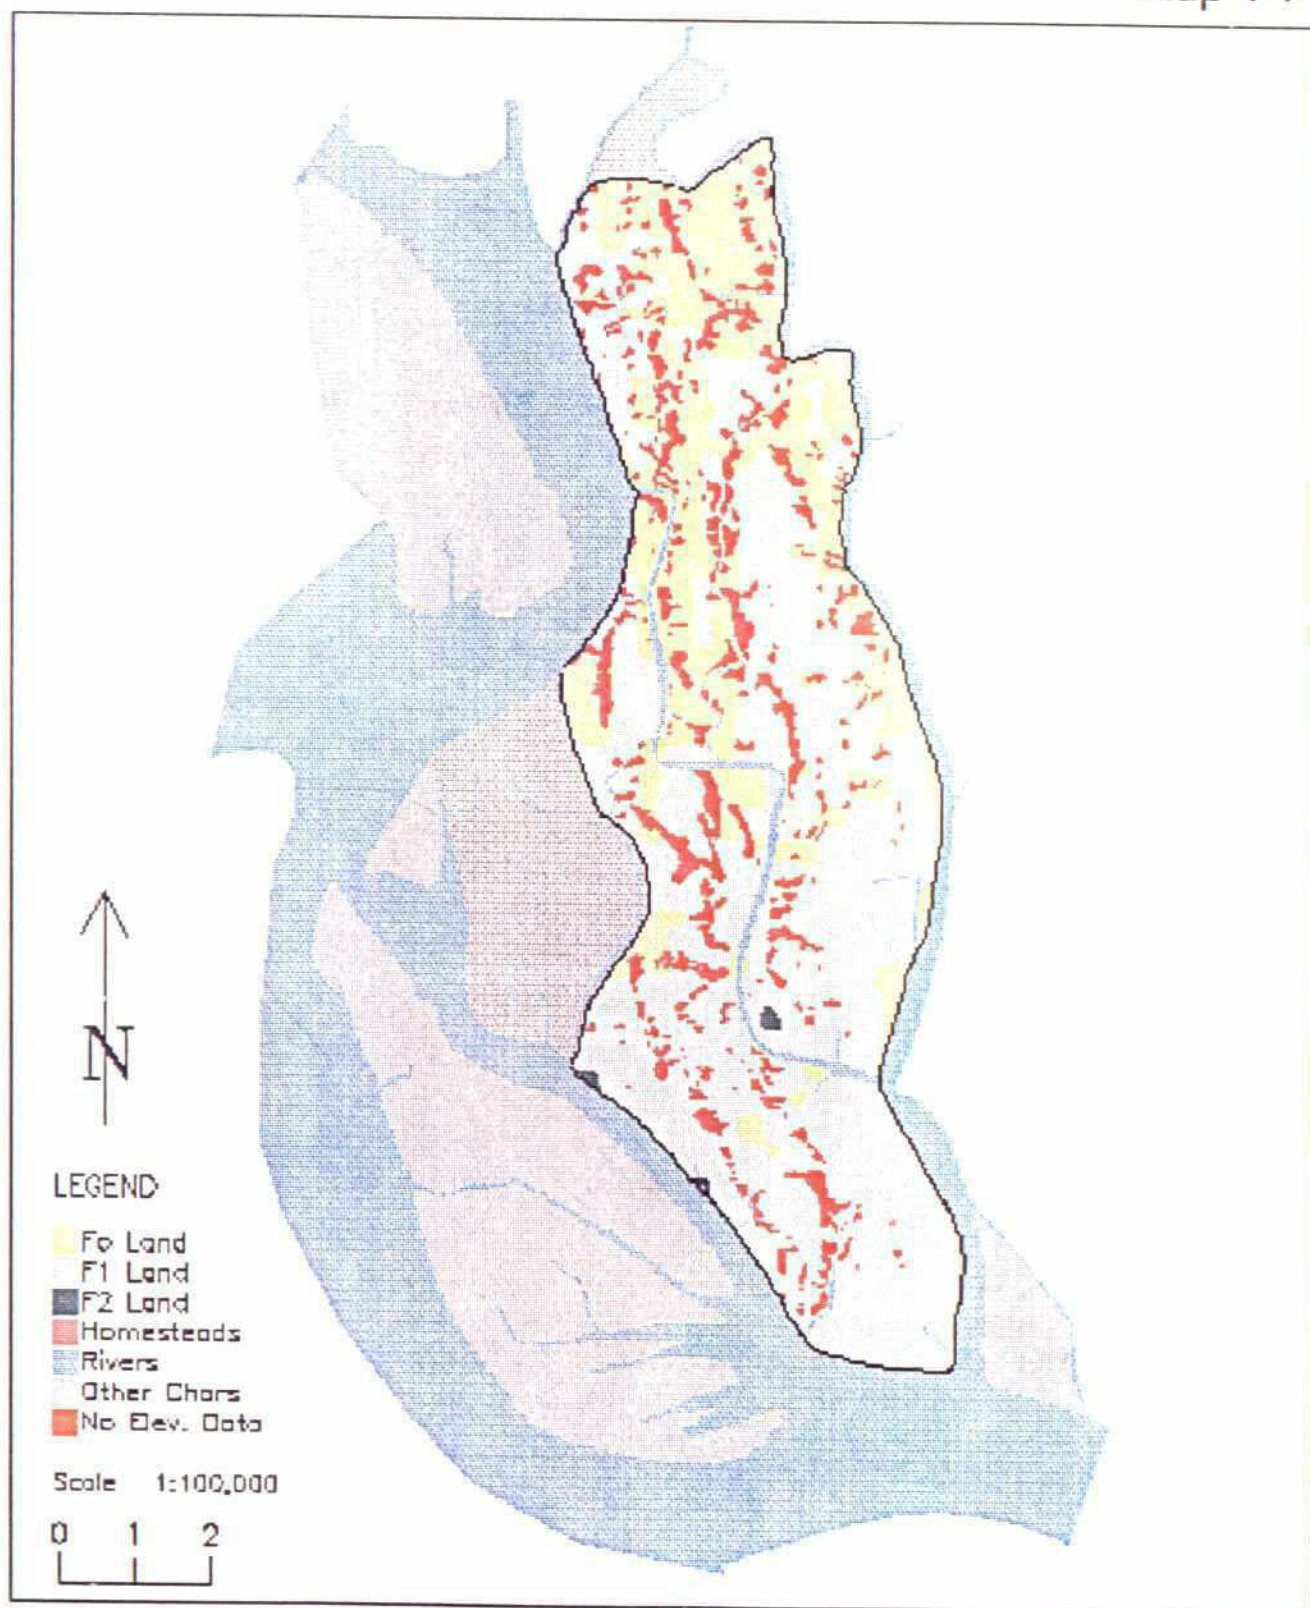 N
LEGEND
Fo Land
F1 Land
F2 Land
Homesteads
Rivers
Other Chars
No Elev. Data
Scale 1:100,000
0 1 2